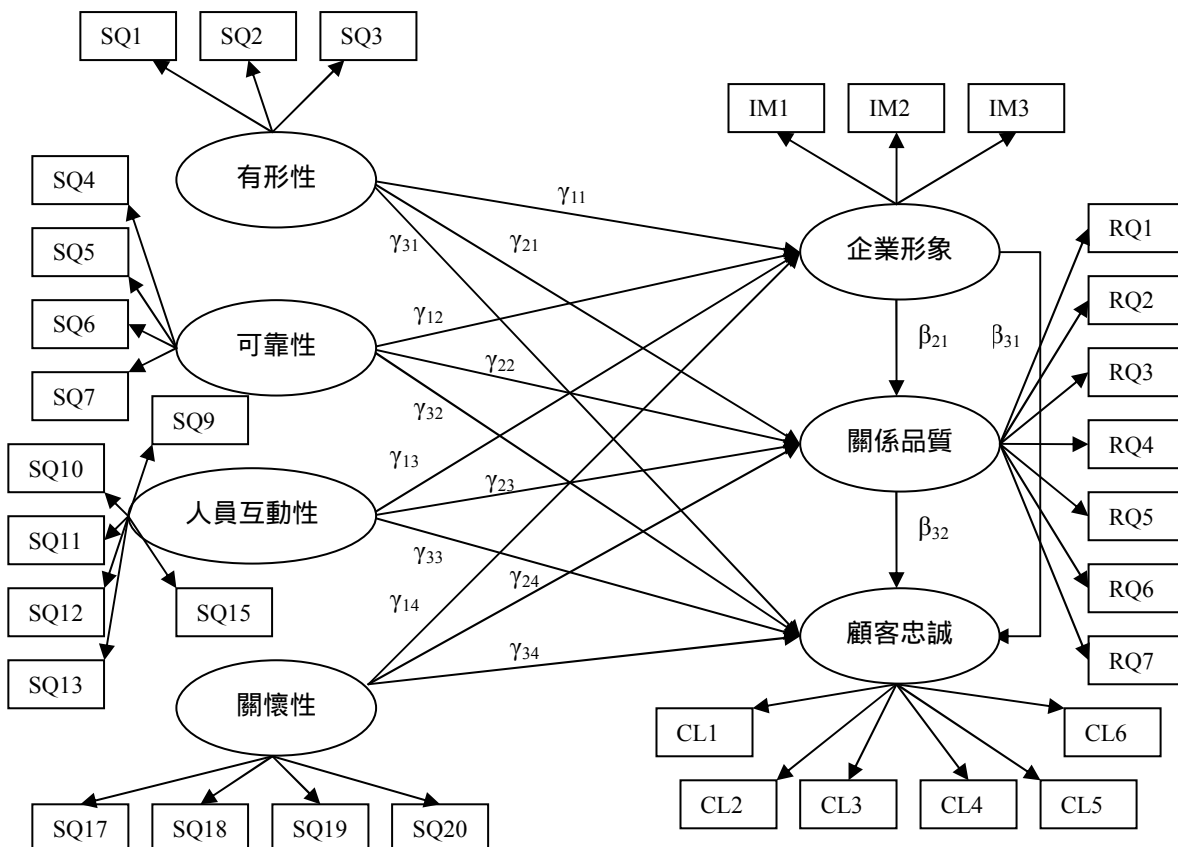 SQ1
SQ2
SQ3
IM1
IM2
IM3
有形性
SQ4
γ₁₁
RQ1
γ₃₁
γ₂₁
企業形象
SQ5
RQ2
γ₁₂
SQ6
可靠性
β₂₁
β₃₁
γ₂₂
RQ3
SQ7
γ₃₂
SQ9
關係品質
RQ4
γ₁₃
SQ10
γ₂₃
人員互動性
RQ5
SQ11
β₃₂
γ₃₃
γ₂₄
RQ6
SQ12
SQ15
γ₁₄
顧客忠誠
γ₃₄
RQ7
SQ13
關懷性
CL1
CL6
CL2
CL3
CL4
CL5
SQ17
SQ18
SQ19
SQ20